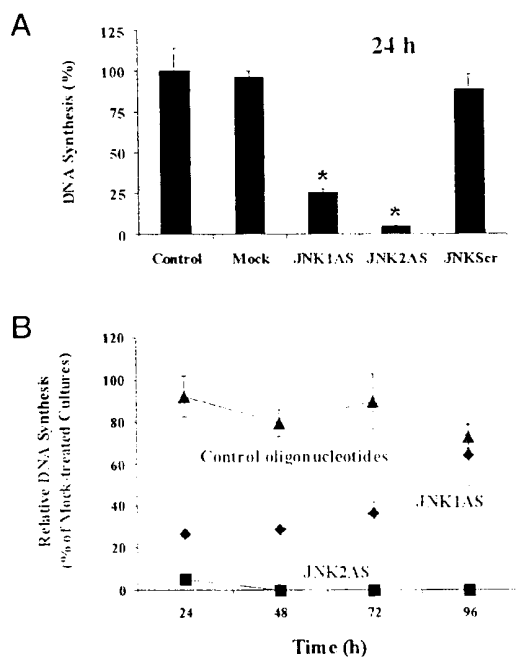 A
24 h
DNA Synthesis (%)
125
100
75
50
25
0
* *
Control Mock JNK1AS JNK2AS JNKScr
B
Relative DNA Synthesis
(% of Mock-treated Cultures)
120
100
80
60
40
20
0
Control oligonucleotides
JNK1AS
JNK2AS
24 48 72 96
Time (h)